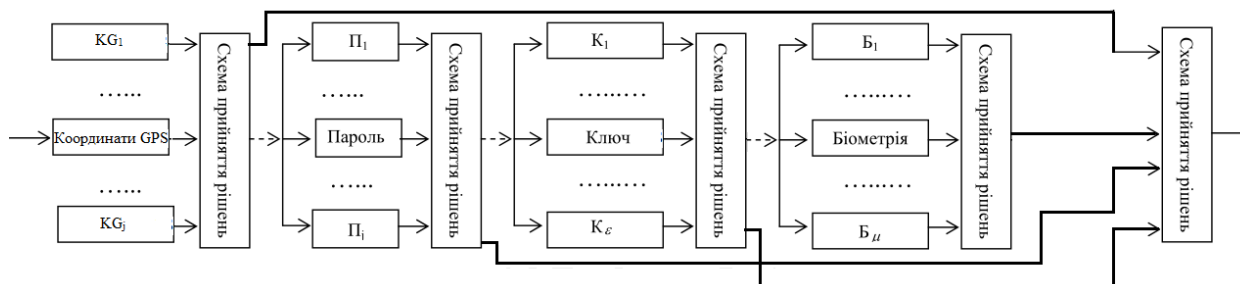 KG1
……
Координати GPS
……
KGj
Схема прийняття рішень
П1
……
Пароль
……
Пi
Схема прийняття рішень
К1
…...….
Ключ
…...….
Кε
Схема прийняття рішень
Б1
…...….
Біометрія
…...….
Бμ
Схема прийняття рішень
Схема прийняття рішень